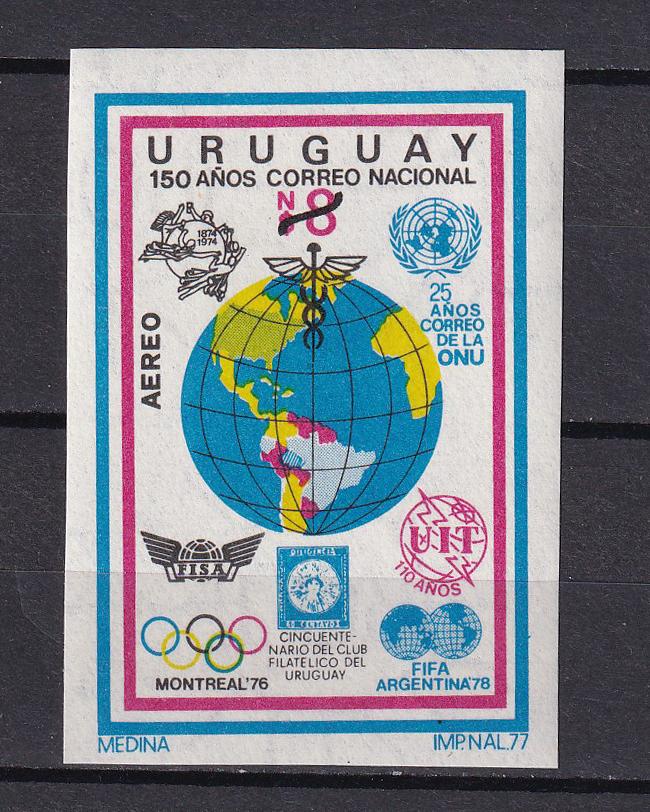 URUGUAY
150 AÑOS CORREO NACIONAL
N$ 8
1874
1974
25
AÑOS
CORREO
DE LA
ONU
AEREO
FISA
UIT
110 AÑOS
MONTREAL'76
CINCUENTE-
NARIO DEL CLUB
FILATELICO DEL
URUGUAY
FIFA
ARGENTINA'78
MEDINA
IMP.NAL.77